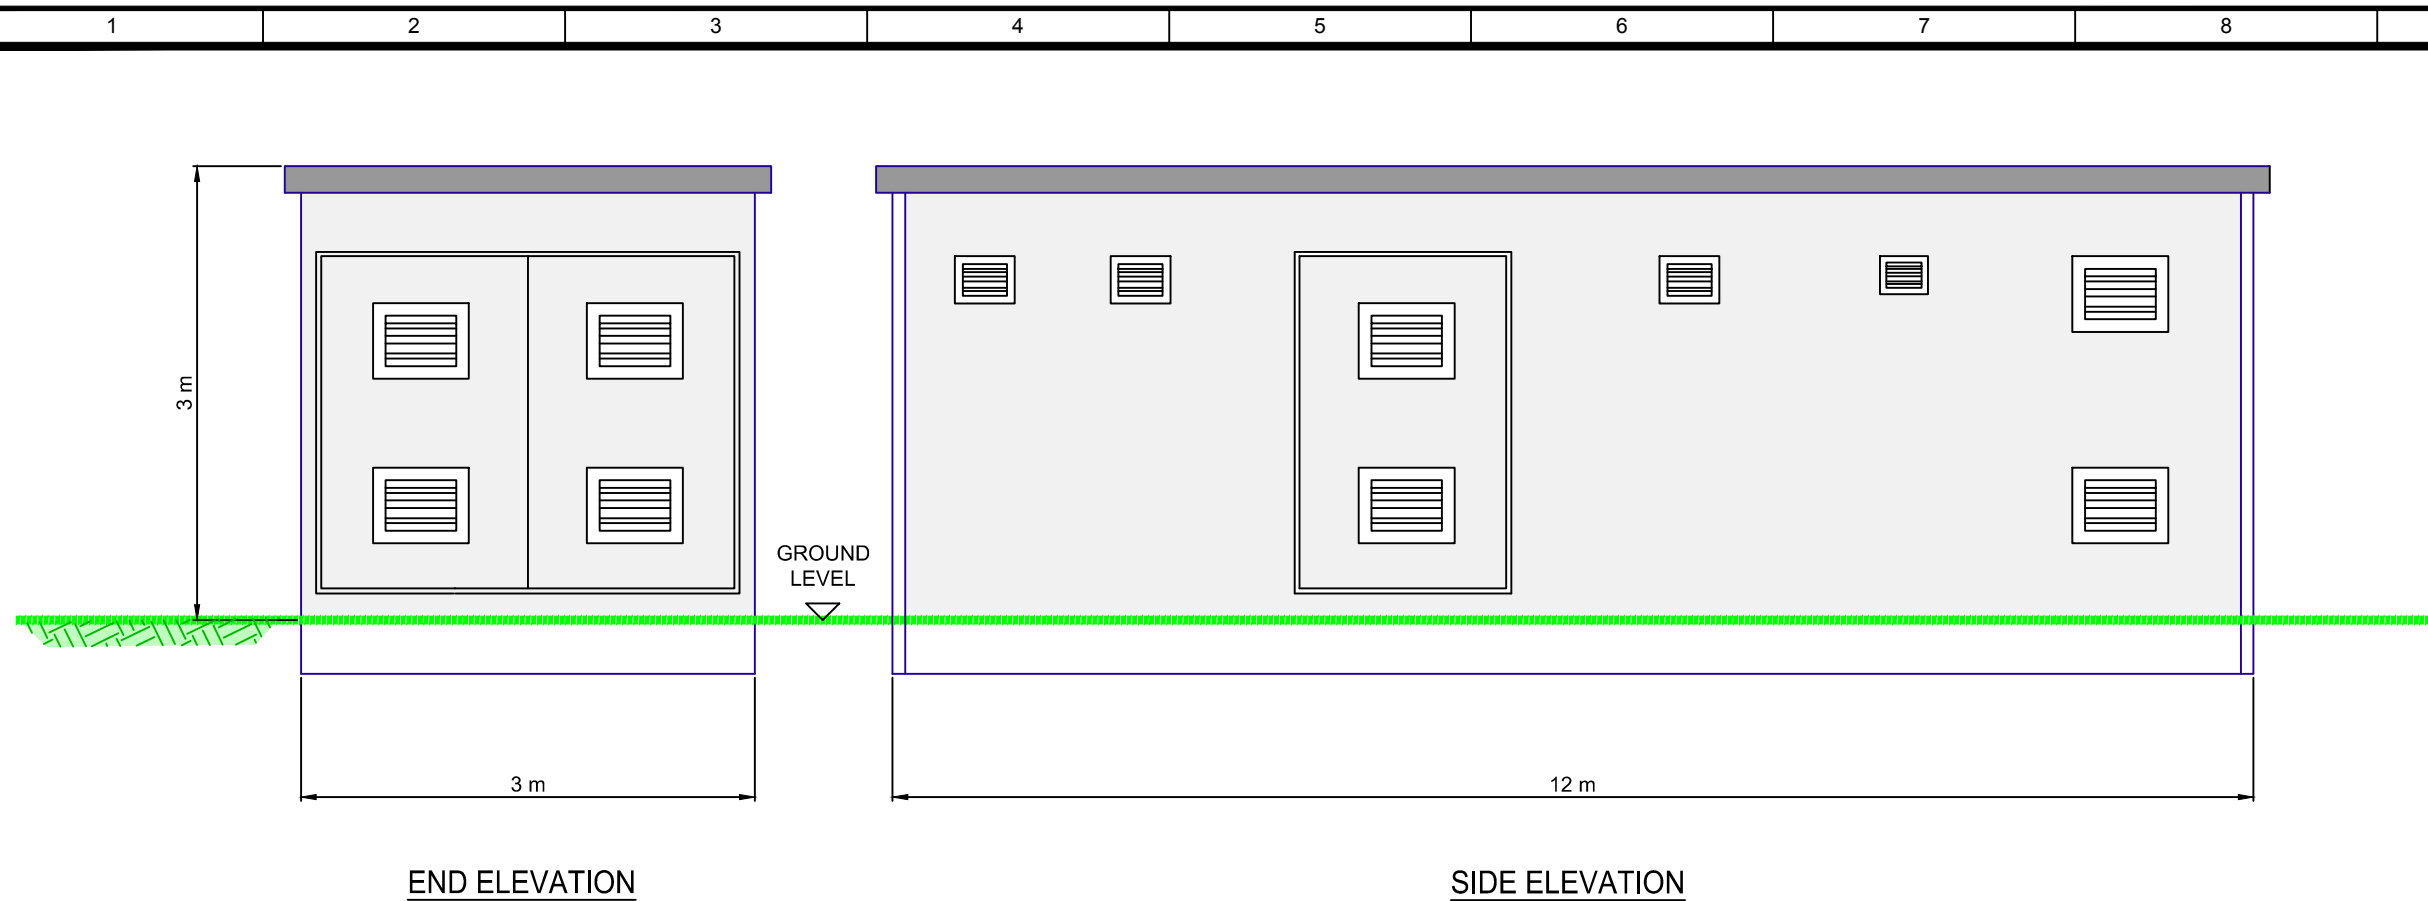 1 2 3 4 5 6 7 8
3 m
GROUND
LEVEL
3 m
12 m
END ELEVATION
SIDE ELEVATION